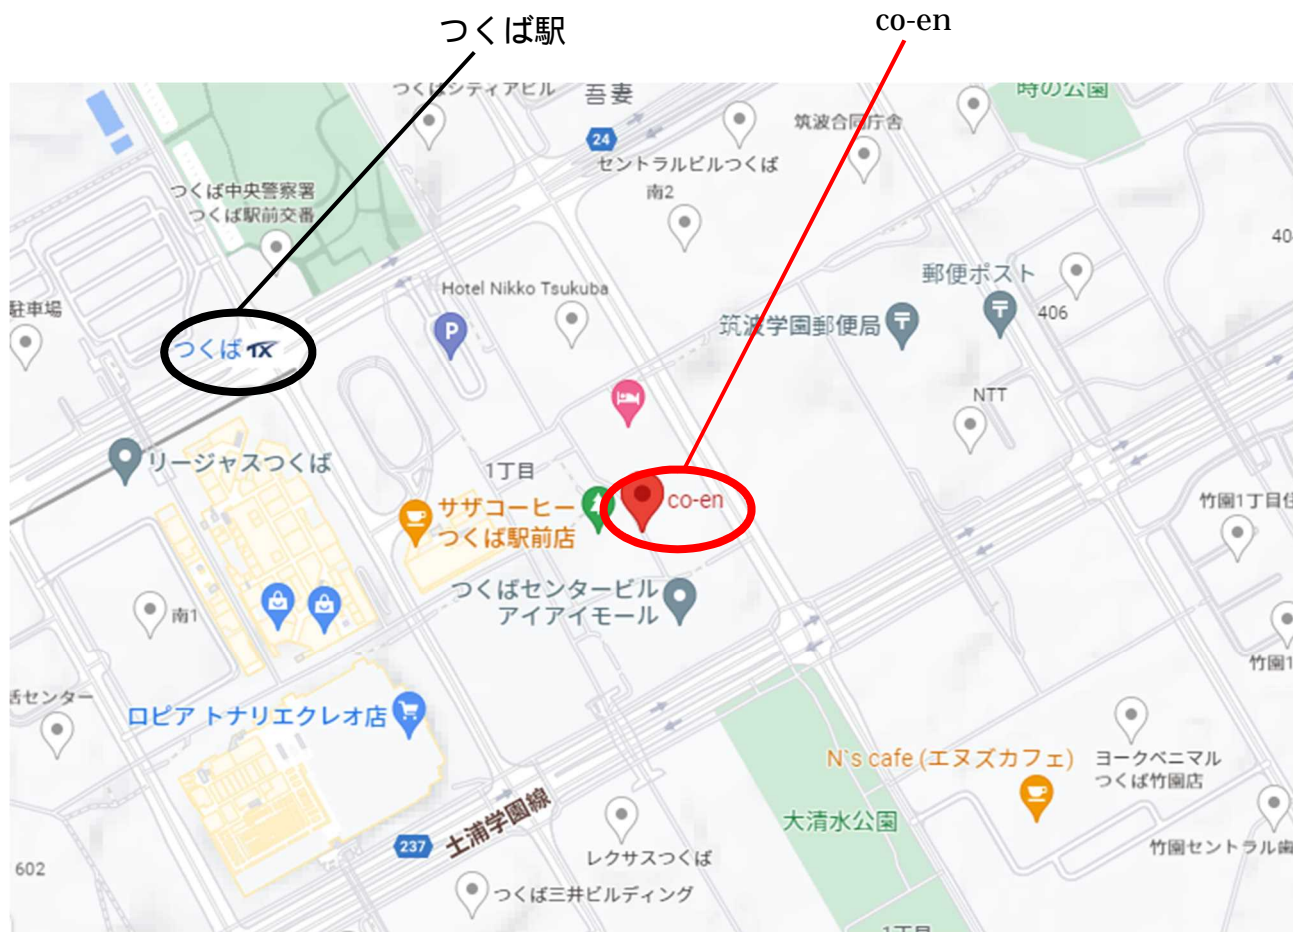 つくば駅
co-en
つくばシティアビル
吾妻
時の公園
24
筑波合同庁舎
セントラルビルつくば
南2
つくば中央警察署
つくば駅前交番
郵便ポスト
Hotel Nikko Tsukuba
駐車場
406
筑波学園郵便局
P
つくば TX
NTT
リージャスつくば
1丁目
サザコーヒー
つくば駅前店
co-en
竹園1丁目
つくばセンタービル
アイアイモール
南1
竹園1
センター
ロピア トナリエクレオ店
N's cafe (エヌズカフェ)
ヨークベニマル
つくば竹園店
土浦学園線
大清水公園
237
レクサスつくば
竹園セントラル歯
602
つくば三井ビルディング
1丁目